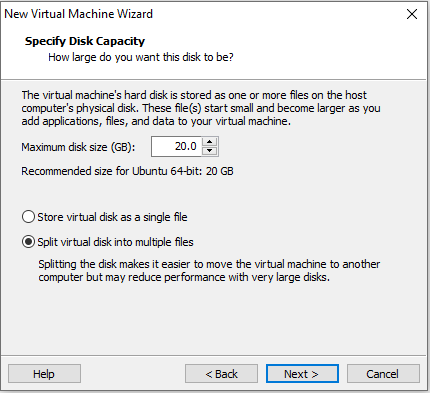 New Virtual Machine Wizard
Specify Disk Capacity
How large do you want this disk to be?
The virtual machine's hard disk is stored as one or more files on the host
computer's physical disk. These file(s) start small and become larger as you
add applications, files, and data to your virtual machine.
Maximum disk size (GB): 20.0
Recommended size for Ubuntu 64-bit: 20 GB
Store virtual disk as a single file
Split virtual disk into multiple files
Splitting the disk makes it easier to move the virtual machine to another
computer but may reduce performance with very large disks.
Help < Back Next > Cancel